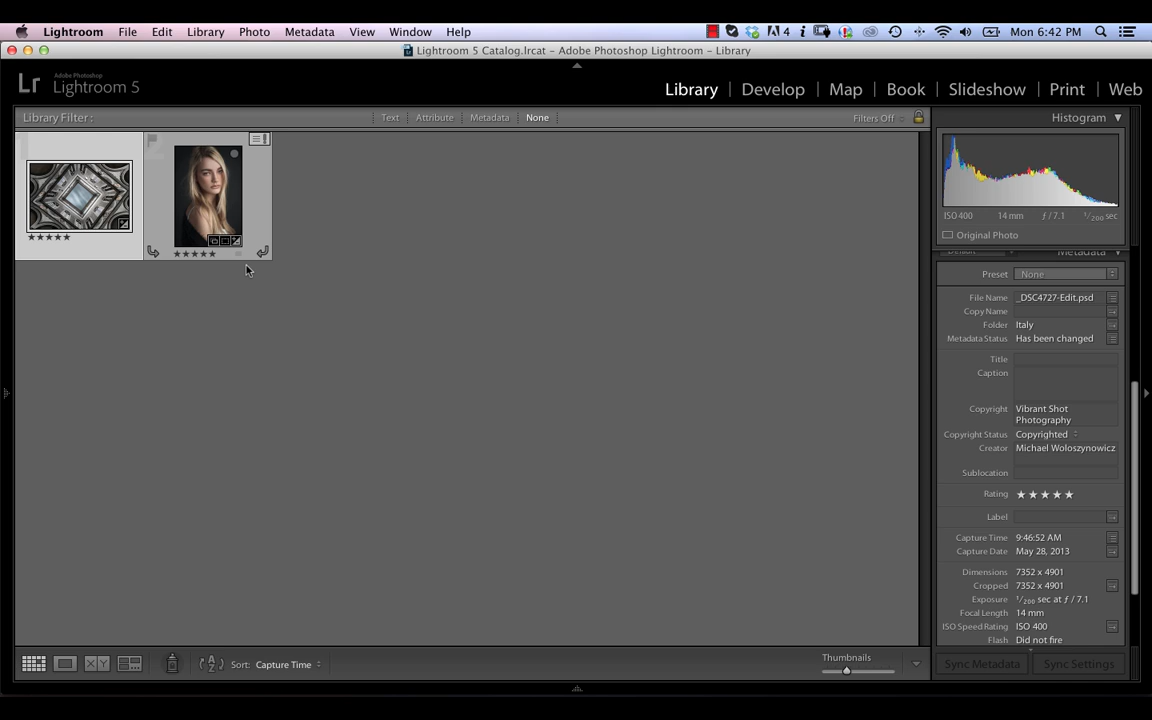 Lightroom File Edit Library Photo Metadata View Window Help 4 Mon 6:42 PM
Lightroom 5 Catalog.lrcat – Adobe Photoshop Lightroom – Library
Lr Adobe Photoshop
Lightroom 5
Library | Develop | Map | Book | Slideshow | Print | Web
Library Filter : Text | Attribute | Metadata | None Filters Off
Histogram
ISO 400 14 mm ƒ / 7.1 1/200 sec
Original Photo
Default Metadata
Preset None
File Name _DSC4727-Edit.psd
Copy Name
Folder Italy
Metadata Status Has been changed
Title
Caption
Copyright Vibrant Shot
Photography
Copyright Status Copyrighted
Creator Michael Woloszynowicz
Sublocation
Rating ★★★★★
Label
Capture Time 9:46:52 AM
Capture Date May 28, 2013
Dimensions 7352 x 4901
Cropped 7352 x 4901
Exposure 1/200 sec at ƒ / 7.1
Focal Length 14 mm
ISO Speed Rating ISO 400
Flash Did not fire
XY AZ Sort: Capture Time Thumbnails
Sync Metadata Sync Settings